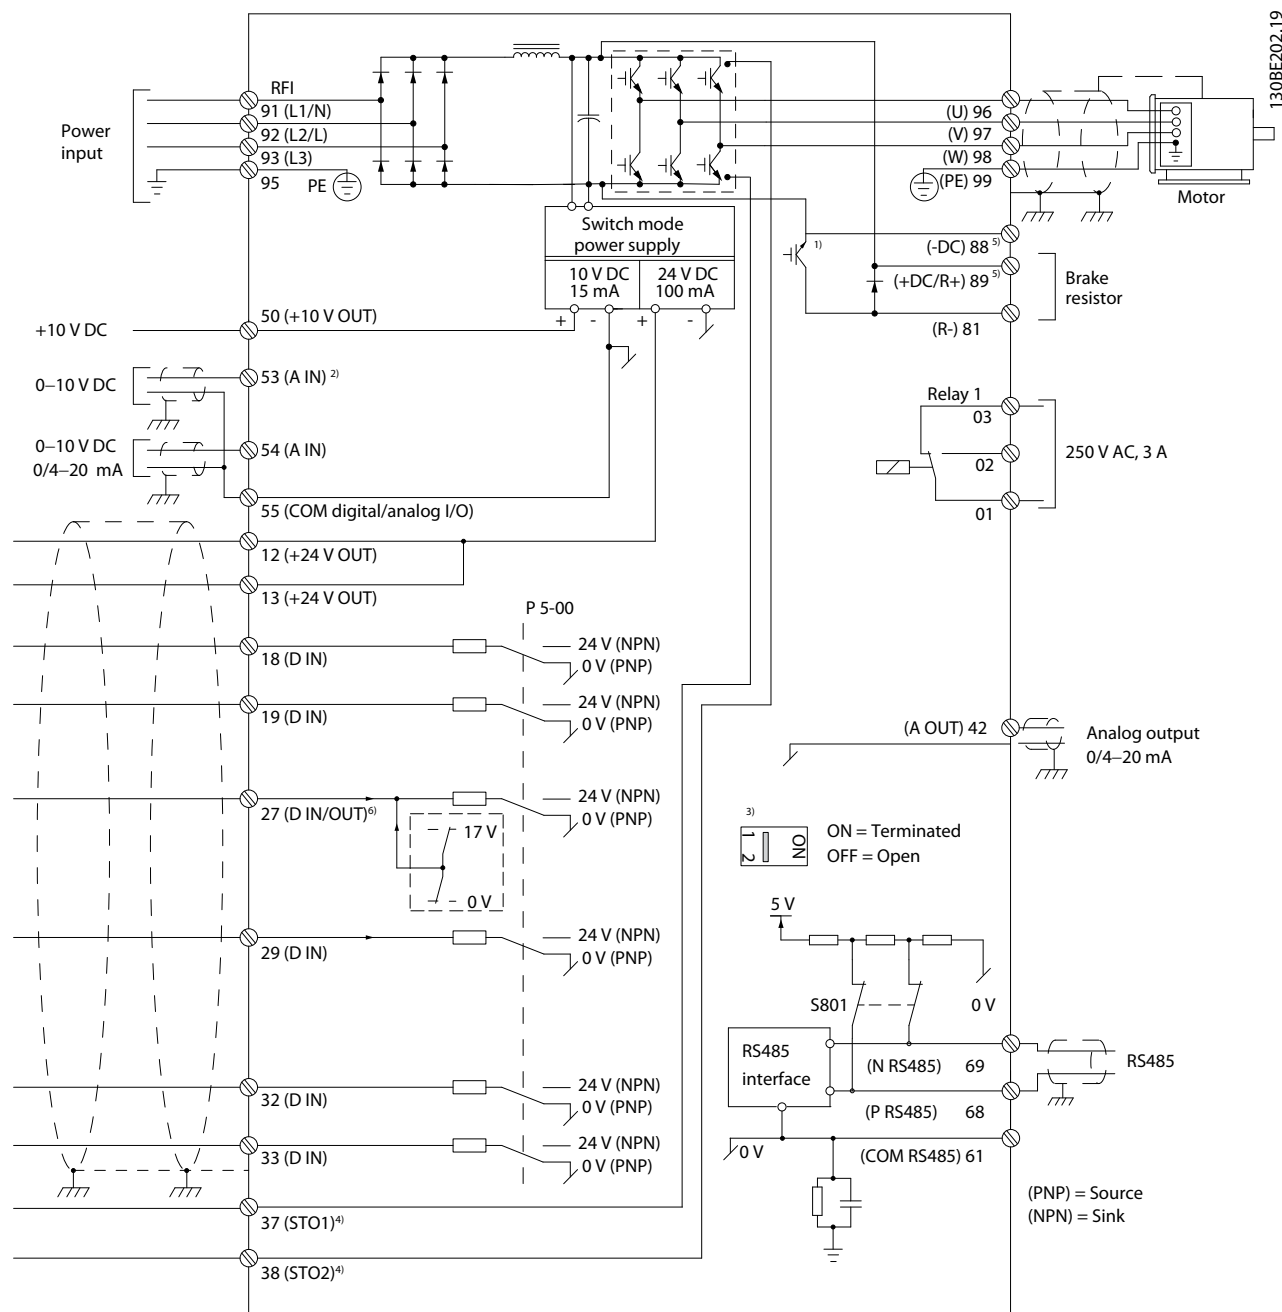 130BE202.19
RFI
91 (L1/N)
92 (L2/L)
93 (L3)
95
PE
Power
input
(U) 96
(V) 97
(W) 98
(PE) 99
Motor
Switch mode
power supply
10 V DC
15 mA
24 V DC
100 mA
+ - + -
1)
(-DC) 88 5)
(+DC/R+) 89 5)
(R-) 81
Brake
resistor
+10 V DC
50 (+10 V OUT)
0–10 V DC
53 (A IN) 2)
0–10 V DC
0/4–20 mA
54 (A IN)
55 (COM digital/analog I/O)
Relay 1
03
02
01
250 V AC, 3 A
12 (+24 V OUT)
13 (+24 V OUT)
P 5-00
18 (D IN)
24 V (NPN)
0 V (PNP)
19 (D IN)
24 V (NPN)
0 V (PNP)
27 (D IN/OUT) 6)
24 V (NPN)
0 V (PNP)
17 V
0 V
29 (D IN)
24 V (NPN)
0 V (PNP)
32 (D IN)
24 V (NPN)
0 V (PNP)
33 (D IN)
24 V (NPN)
0 V (PNP)
37 (STO1) 4)
38 (STO2) 4)
(A OUT) 42
Analog output
0/4–20 mA
3)
1 2
ON
ON = Terminated
OFF = Open
5 V
S801
0 V
RS485
interface
(N RS485) 69
(P RS485) 68
RS485
0 V
(COM RS485) 61
(PNP) = Source
(NPN) = Sink